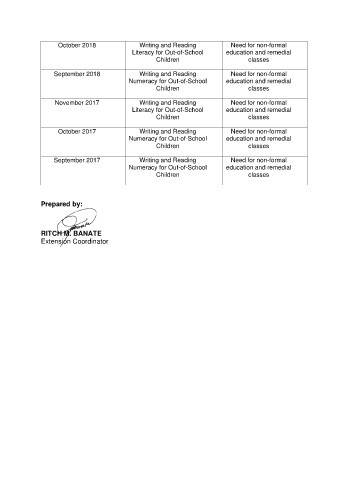 October 2018
Writing and Reading
Literacy for Out-of-School
Children
Need for non-formal
education and remedial
classes
September 2018
Writing and Reading
Numeracy for Out-of-School
Children
Need for non-formal
education and remedial
classes
November 2017
Writing and Reading
Literacy for Out-of-School
Children
Need for non-formal
education and remedial
classes
October 2017
Writing and Reading
Numeracy for Out-of-School
Children
Need for non-formal
education and remedial
classes
September 2017
Writing and Reading
Numeracy for Out-of-School
Children
Need for non-formal
education and remedial
classes
Prepared by:
RITCH M. BANATE
Extension Coordinator